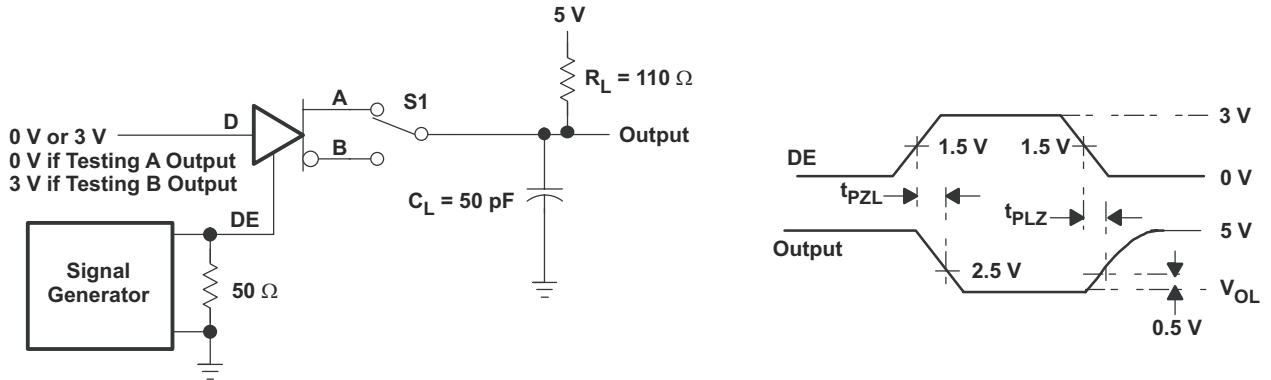 5 V
R_L = 110 Ω
A
S1
D
0 V or 3 V
0 V if Testing A Output
3 V if Testing B Output
B
Output
C_L = 50 pF
DE
Signal
Generator
50 Ω
3 V
DE
1.5 V
1.5 V
0 V
t_PZL
t_PLZ
5 V
Output
2.5 V
V_OL
0.5 V